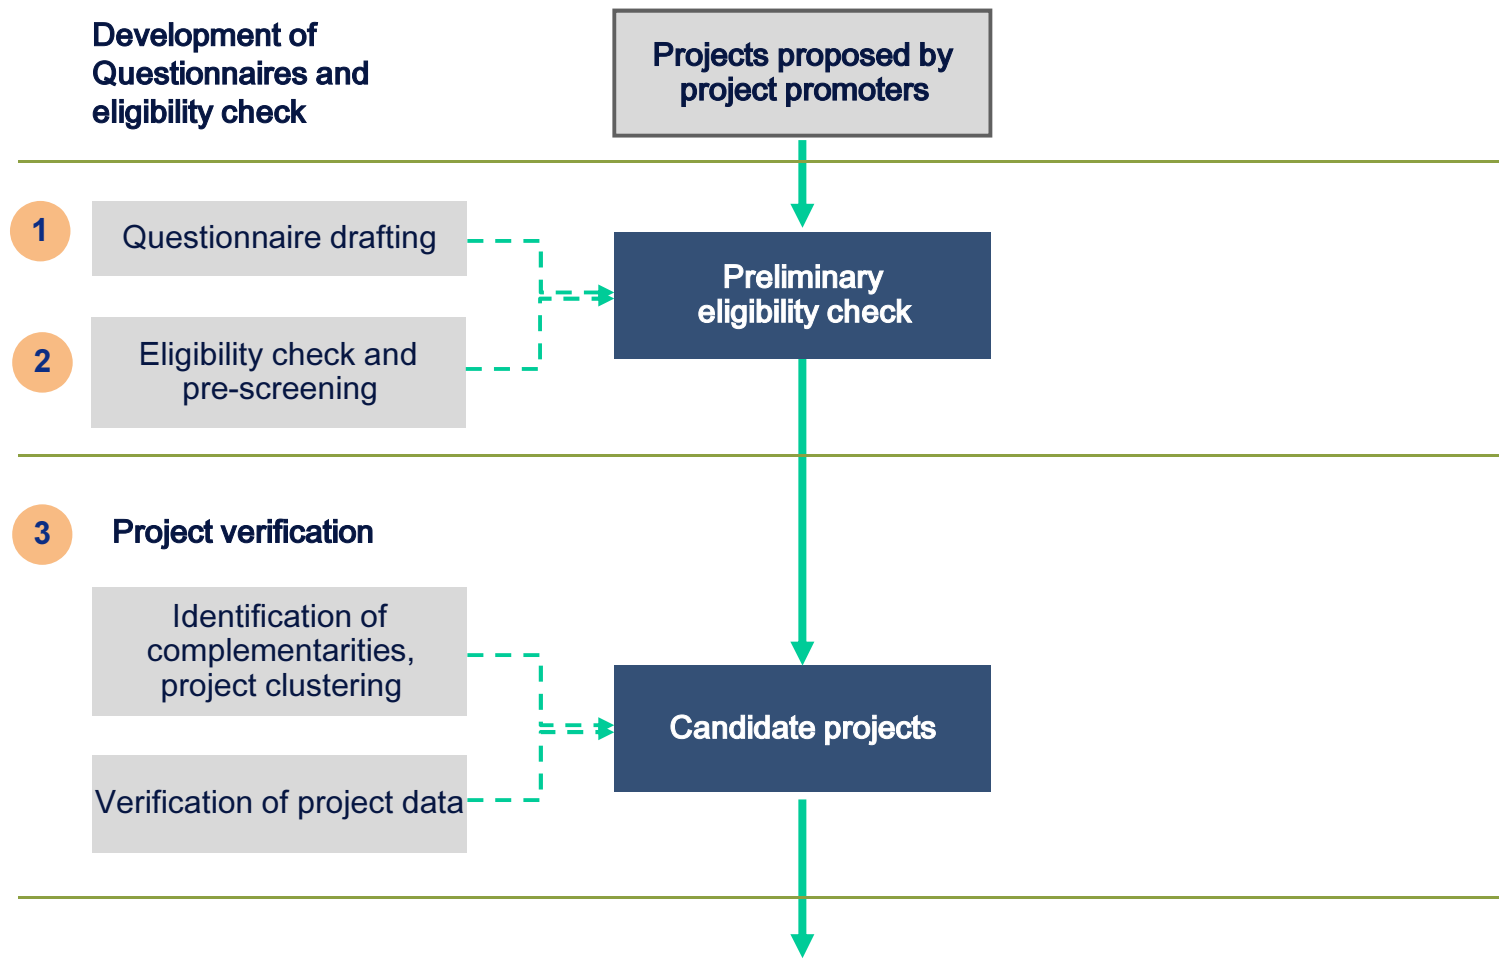 Development of
Questionnaires and
eligibility check
Projects proposed by
project promoters
1
Questionnaire drafting
Preliminary
eligibility check
2
Eligibility check and
pre-screening
3
Project verification
Identification of
complementarities,
project clustering
Candidate projects
Verification of project data